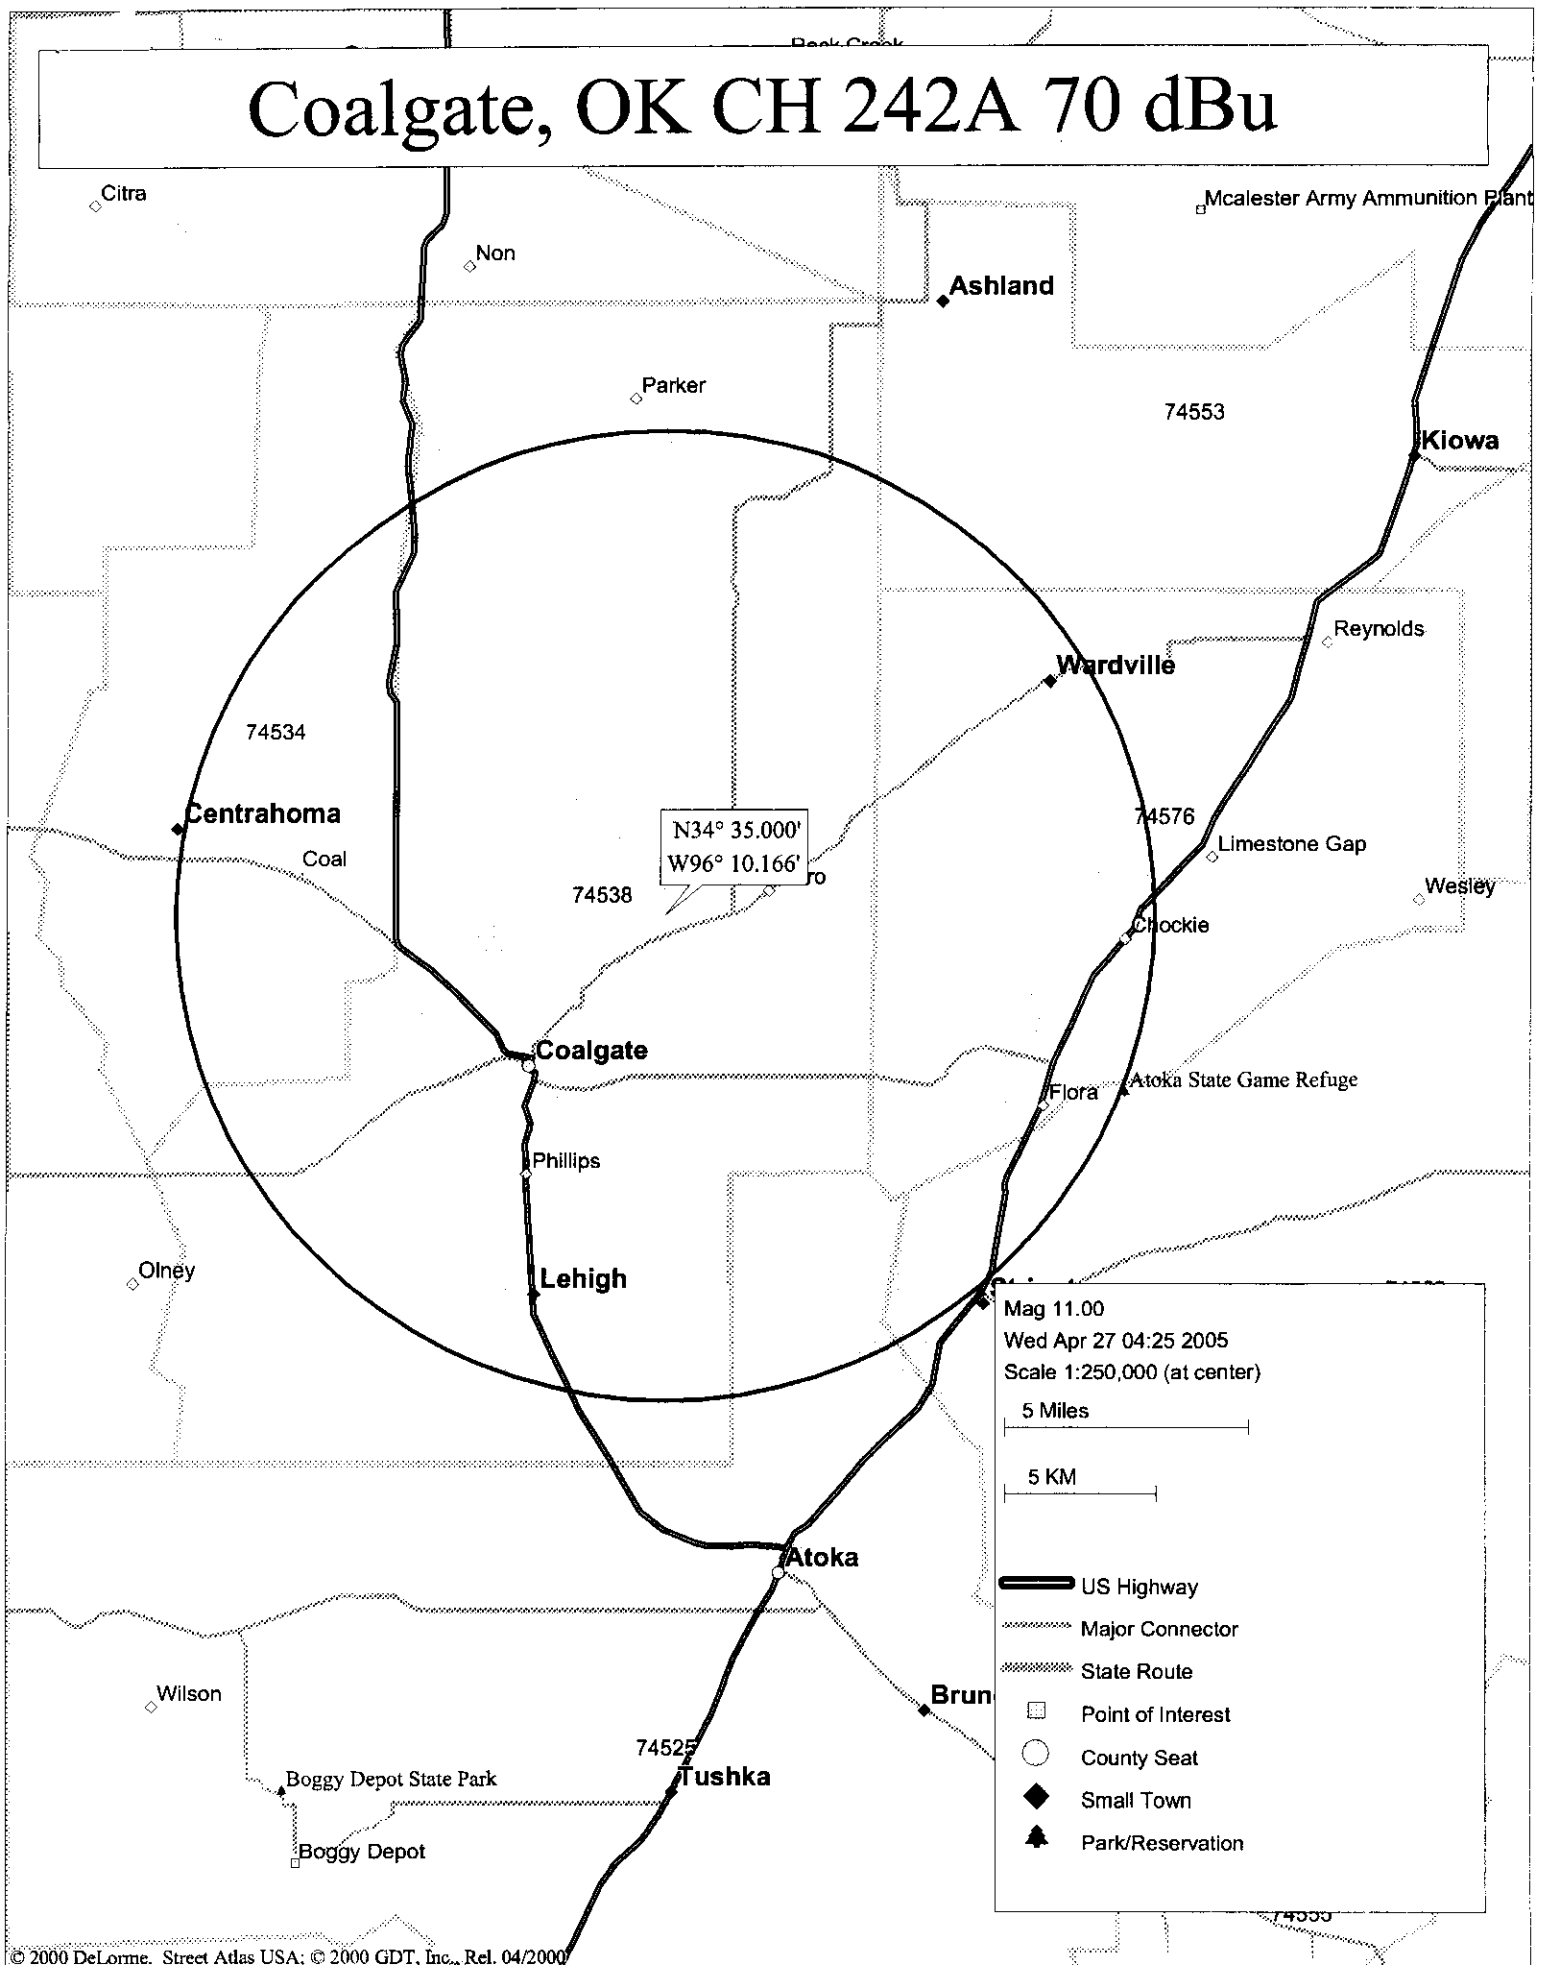 Rock Creek
Coalgate, OK CH 242A 70 dBu
Citra
Mcalester Army Ammunition Plant
Non
Ashland
Parker
74553
Kiowa
Reynolds
Wardville
74534
Centrahoma
N34° 35.000'
W96° 10.166'
74576
Limestone Gap
Coal
74538
ro
Wesley
Chockie
Coalgate
Atoka State Game Refuge
Flora
Phillips
Olney
Lehigh
Mag 11.00
Wed Apr 27 04:25 2005
Scale 1:250,000 (at center)
5 Miles
5 KM
Atoka
US Highway
Major Connector
State Route
Wilson
Brun
Point of Interest
74525
County Seat
Tushka
Boggy Depot State Park
Small Town
Park/Reservation
Boggy Depot
74555
© 2000 DeLorme. Street Atlas USA; © 2000 GDT, Inc., Rel. 04/2000